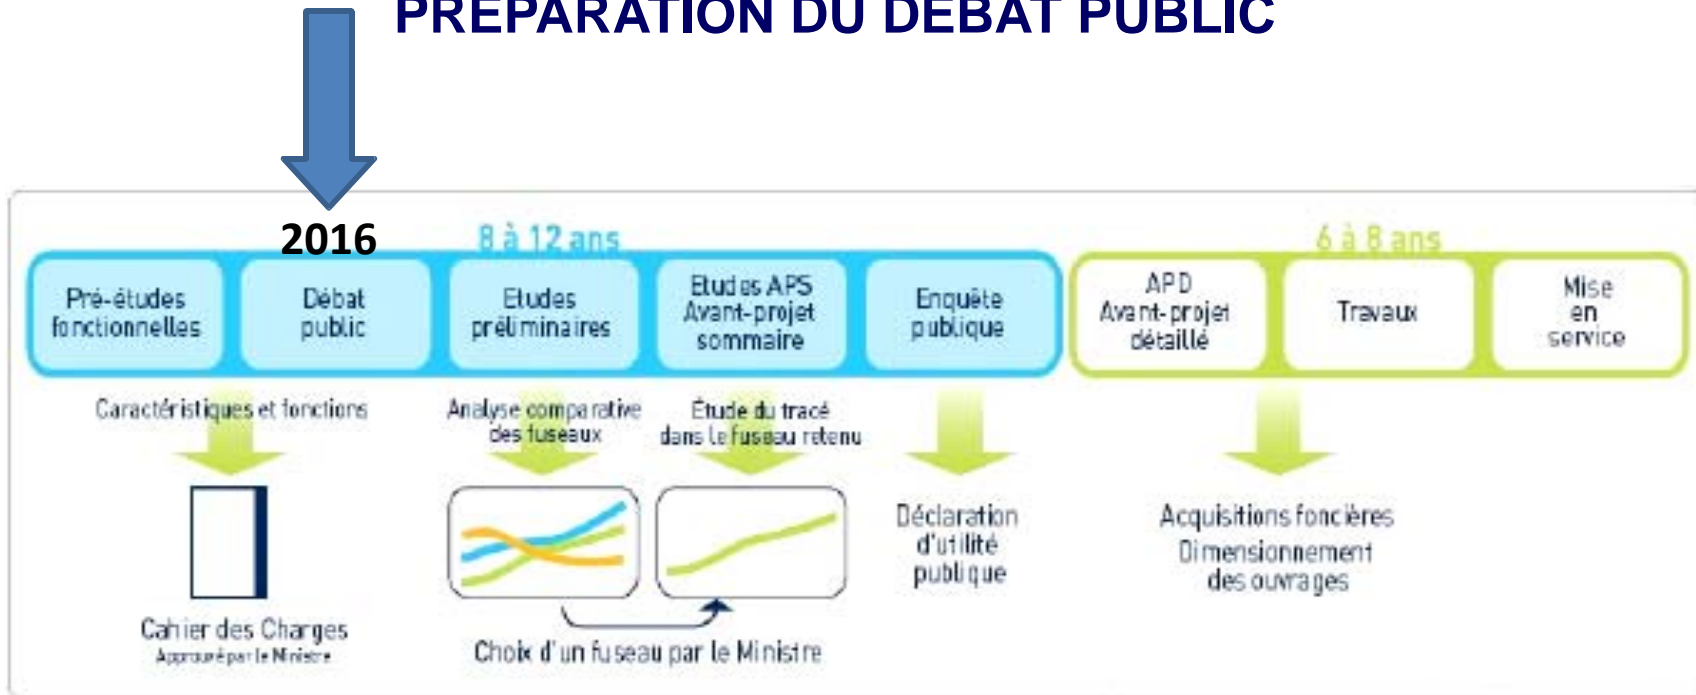 PREPARATION DU DEBAT PUBLIC
2016
8 à 12 ans
6 à 8 ans
Pré-études
fonctionnelles
Débat
public
Etudes
préliminaires
Etudes APS
Avant-projet
sommaire
Enquête
publique
APD
Avant-projet
détaillé
Travaux
Mise
en
service
Caractéristiques et fonctions
Analyse comparative
des fuseaux
Étude du tracé
dans le fuseau retenu
Cahier des Charges
Approuvé par le Ministre
Choix d'un fuseau par le Ministre
Déclaration
d'utilité
publique
Acquisitions foncières
Dimensionnement
des ouvrages